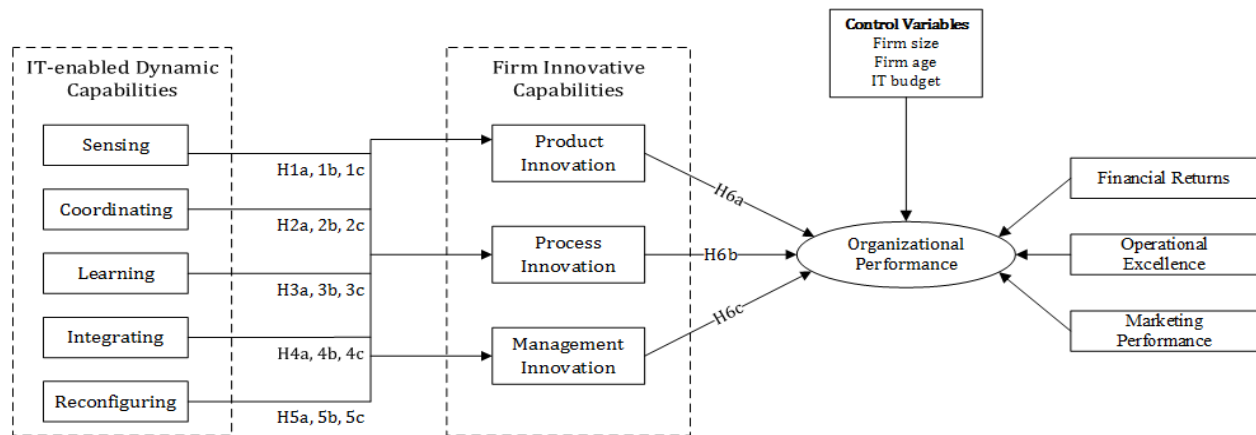 IT-enabled Dynamic
Capabilities
Sensing
Coordinating
Learning
Integrating
Reconfiguring
H1a, 1b, 1c
H2a, 2b, 2c
H3a, 3b, 3c
H4a, 4b, 4c
H5a, 5b, 5c
Firm Innovative
Capabilities
Product
Innovation
Process
Innovation
Management
Innovation
H6a
H6b
H6c
Control Variables
Firm size
Firm age
IT budget
Organizational
Performance
Financial Returns
Operational
Excellence
Marketing
Performance